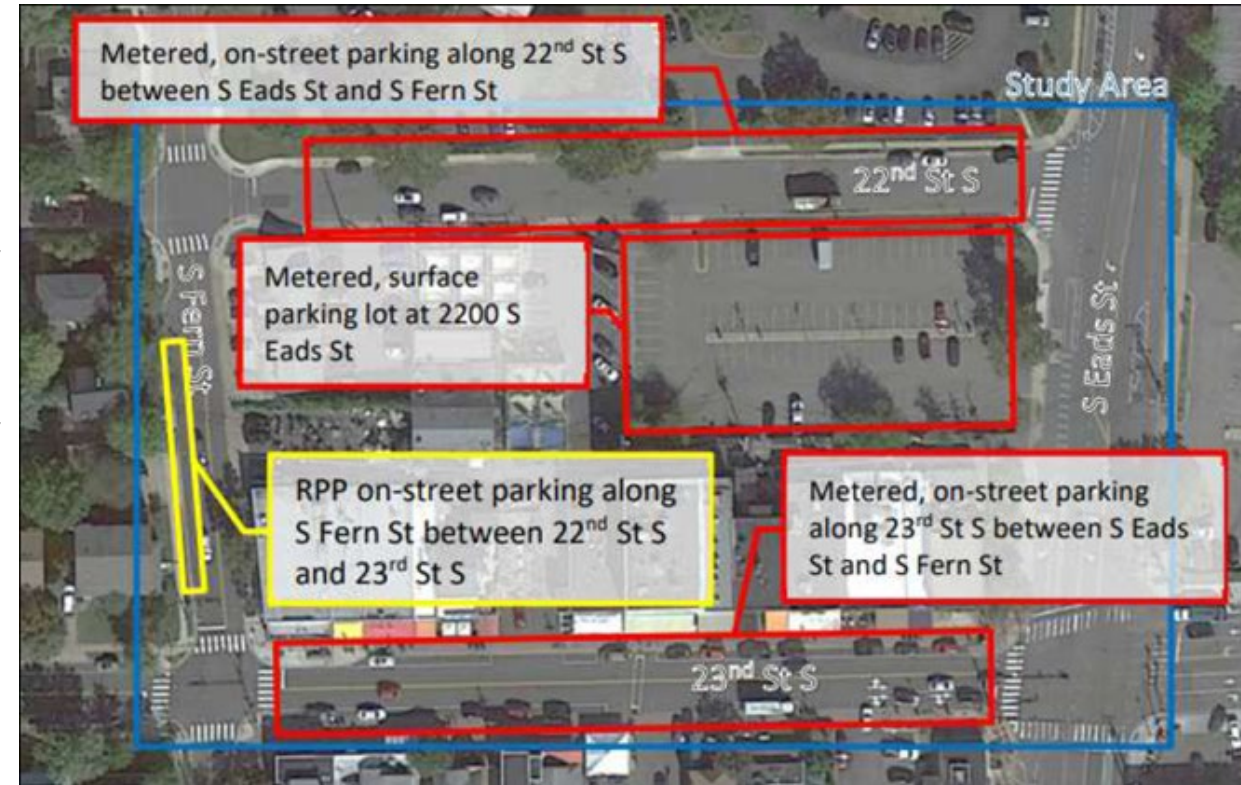 Metered, on-street parking along 22nd St S
between S Eads St and S Fern St
Study Area
22nd St S
Metered, surface
parking lot at 2200 S
Eads St
S Fern St
S Eads St
RPP on-street parking along
S Fern St between 22nd St S
and 23rd St S
Metered, on-street parking
along 23rd St S between S Eads
St and S Fern St
23rd St S